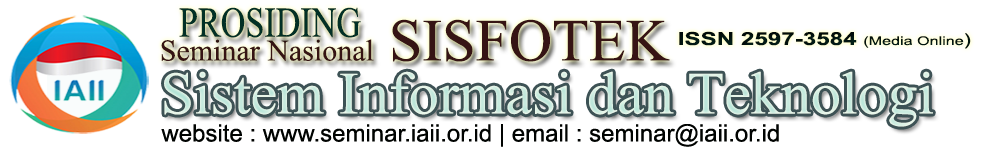 IAII
PROSIDING
Seminar Nasional
SISFOTEK
ISSN 2597-3584 (Media Online)
Sistem Informasi dan Teknologi
website : www.seminar.iaii.or.id | email : seminar@iaii.or.id